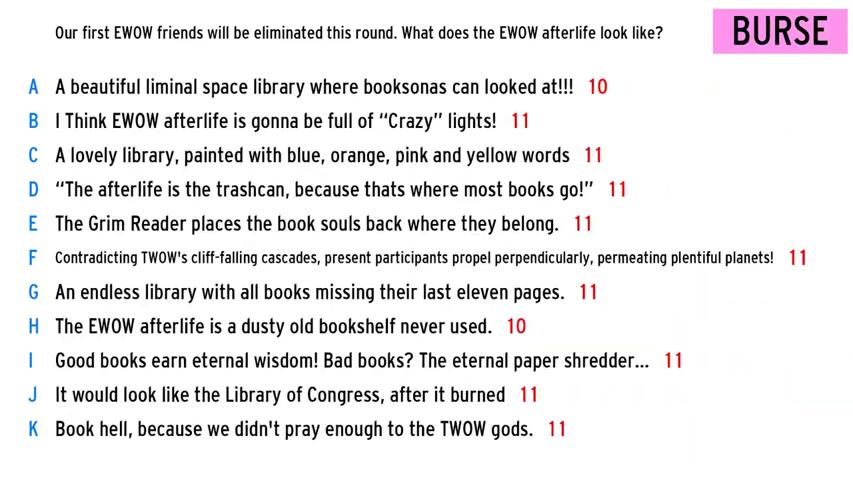 Our first EWOW friends will be eliminated this round. What does the EWOW afterlife look like?
BURSE
A A beautiful liminal space library where booksonas can looked at!!! 10
B I Think EWOW afterlife is gonna be full of “Crazy” lights! 11
C A lovely library, painted with blue, orange, pink and yellow words 11
D “The afterlife is the trashcan, because thats where most books go!” 11
E The Grim Reader places the book souls back where they belong. 11
F Contradicting TWOW's cliff-falling cascades, present participants propel perpendicularly, permeating plentiful planets! 11
G An endless library with all books missing their last eleven pages. 11
H The EWOW afterlife is a dusty old bookshelf never used. 10
I Good books earn eternal wisdom! Bad books? The eternal paper shredder... 11
J It would look like the Library of Congress, after it burned 11
K Book hell, because we didn't pray enough to the TWOW gods. 11